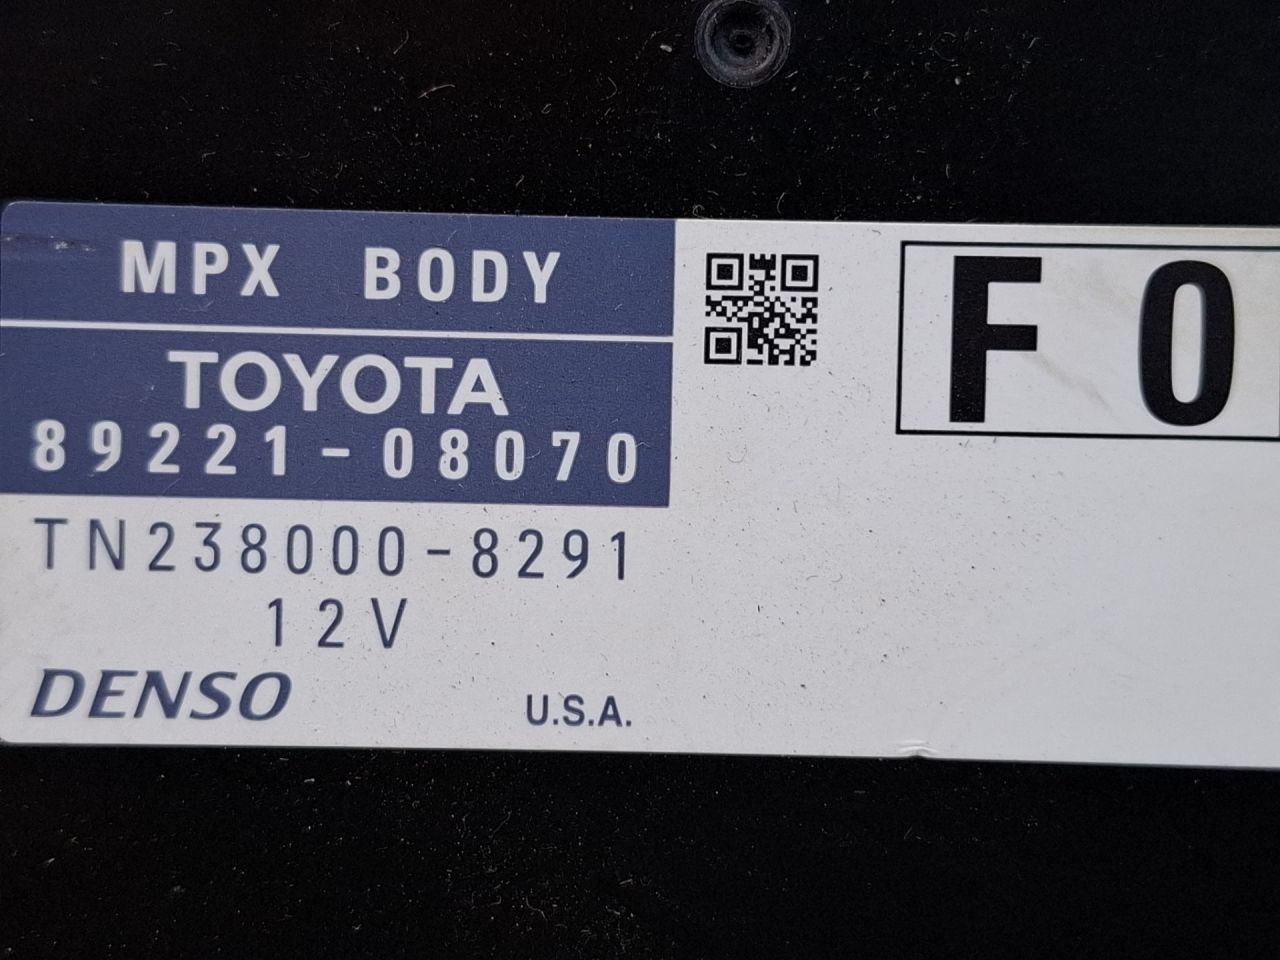 MPX BODY
TOYOTA
89221-08070
TN238000-8291
12V
DENSO
U.S.A.
F0